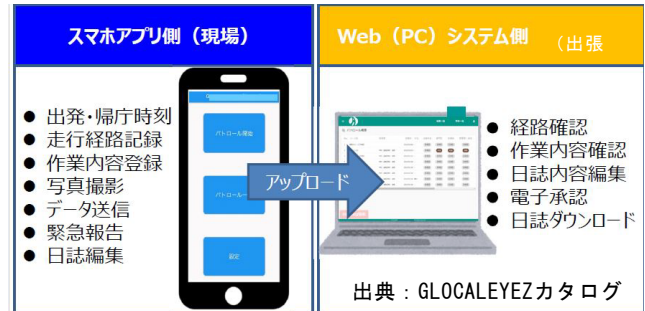 スマホアプリ側（現場）
Web（PC）システム側 （出張
● 出発・帰庁時刻
● 走行経路記録
● 作業内容登録
● 写真撮影
● データ送信
● 緊急報告
● 日誌編集
パトロール開始
設定
アップロード
● 経路確認
● 作業内容確認
● 日誌内容編集
● 電子承認
● 日誌ダウンロード
出典：GLOCALEYEZカタログ